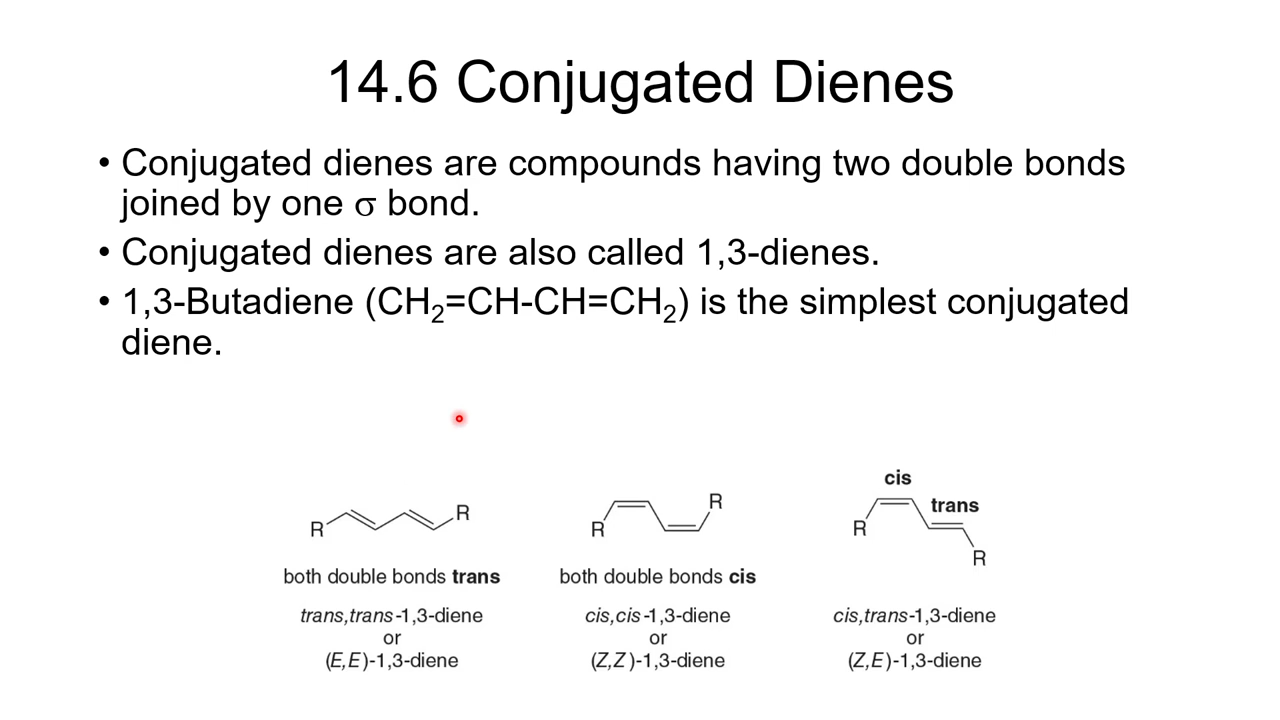 14.6 Conjugated Dienes
• Conjugated dienes are compounds having two double bonds
joined by one σ bond.
• Conjugated dienes are also called 1,3-dienes.
• 1,3-Butadiene (CH₂=CH-CH=CH₂) is the simplest conjugated
diene.
cis
trans
R R
R R
R R
both double bonds trans
both double bonds cis
trans,trans-1,3-diene
or
(E,E)-1,3-diene
cis,cis-1,3-diene
or
(Z,Z)-1,3-diene
cis,trans-1,3-diene
or
(Z,E)-1,3-diene